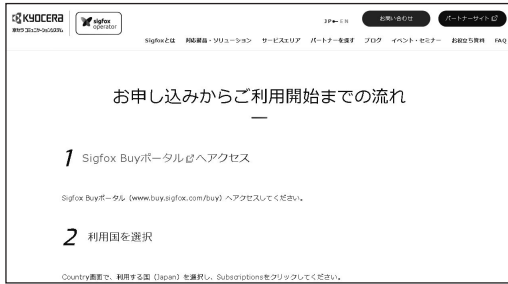 KYOCERA
京セラコミュニケーションシステム
sigfox
operator
JP EN
お問い合わせ
パートナーサイト
Sigfoxとは 対応製品・ソリューション サービスエリア パートナーを探す ブログ イベント・セミナー お役立ち資料 FAQ
お申し込みからご利用開始までの流れ
1 Sigfox Buyポータルへアクセス
Sigfox Buyポータル（www.buy.sigfox.com/buy）へアクセスしてください。
2 利用国を選択
Country画面で、利用する国（Japan）を選択し、Subscriptionsをクリックしてください。